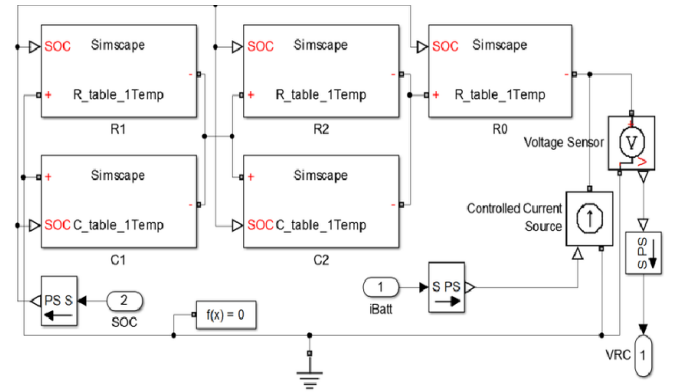 SOC Simscape
+ R_table_1Temp -
R1
SOC Simscape
+ R_table_1Temp -
R2
SOC Simscape
+ R_table_1Temp -
R0
Voltage Sensor
+
V
V
+ Simscape
SOC C_table_1Temp -
C1
+ Simscape
SOC C_table_1Temp -
C2
Controlled Current
Source
PS S
2
SOC
f(x) = 0
1
iBatt
S PS
S PS
VRC
1